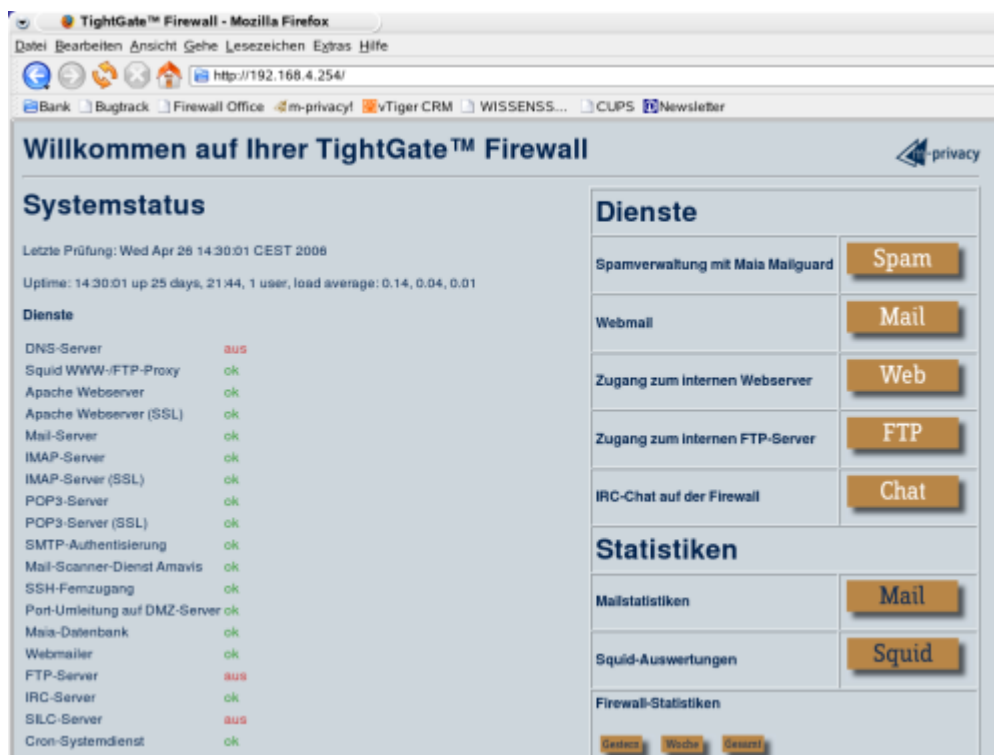 TightGate™ Firewall - Mozilla Firefox
Datei Bearbeiten Ansicht Gehe Lesezeichen Extras Hilfe
http://192.168.4.254/
Bank Bugtrack Firewall Office m-privacy! vTiger CRM WISSENSS... CUPS Newsletter
Willkommen auf Ihrer TightGate™ Firewall
-privacy
Systemstatus
Letzte Prüfung: Wed Apr 26 14:30:01 CEST 2006
Uptime: 14:30:01 up 25 days, 21:44, 1 user, load average: 0.14, 0.04, 0.01
Dienste
DNS-Server aus
Squid WWW-/FTP-Proxy ok
Apache Webserver ok
Apache Webserver (SSL) ok
Mail-Server ok
IMAP-Server ok
IMAP-Server (SSL) ok
POP3-Server ok
POP3-Server (SSL) ok
SMTP-Authentisierung ok
Mail-Scanner-Dienst Amavis ok
SSH-Fernzugang ok
Port-Umleitung auf DMZ-Server ok
Maia-Datenbank ok
Webmailer ok
FTP-Server aus
IRC-Server ok
SILC-Server aus
Cron-Systemdienst ok
Dienste
Spamverwaltung mit Maia Mailguard Spam
Webmail Mail
Zugang zum internen Webserver Web
Zugang zum internen FTP-Server FTP
IRC-Chat auf der Firewall Chat
Statistiken
Mailstatistiken Mail
Squid-Auswertungen Squid
Firewall-Statistiken
Gestern Woche Gesamt